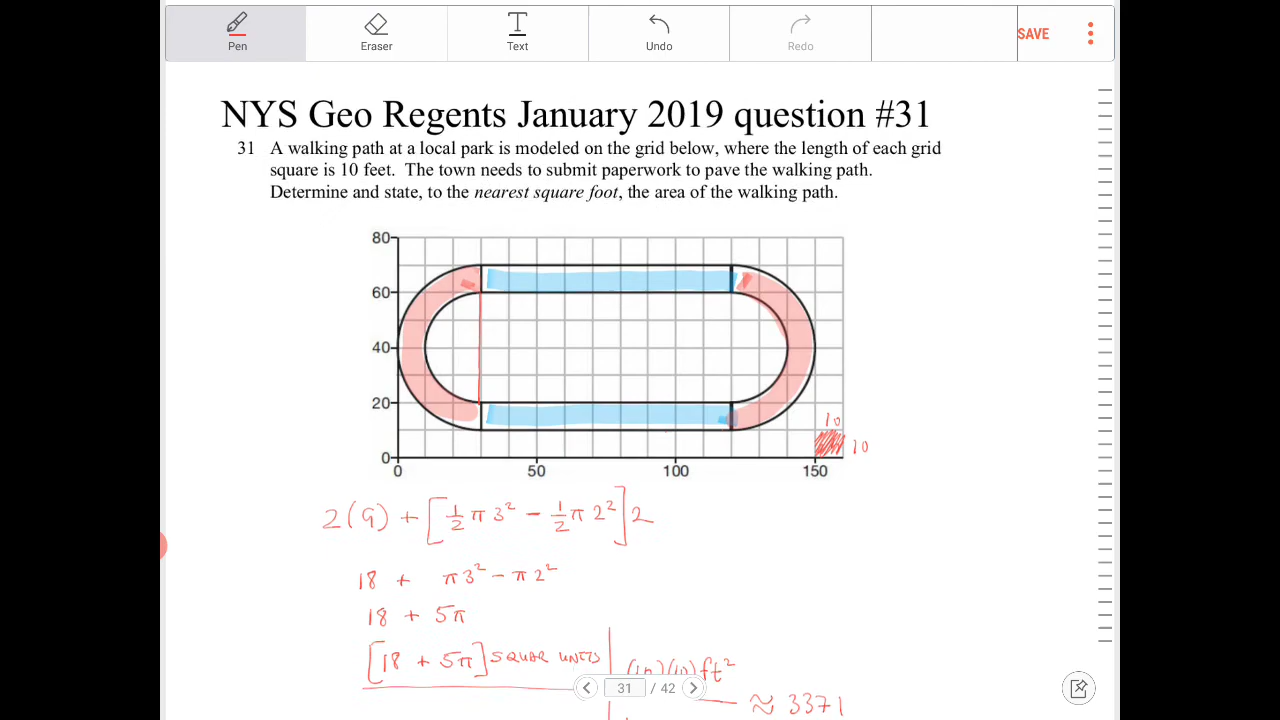 Pen Eraser Text Undo Redo SAVE
NYS Geo Regents January 2019 question #31
31 A walking path at a local park is modeled on the grid below, where the length of each grid
square is 10 feet. The town needs to submit paperwork to pave the walking path.
Determine and state, to the nearest square foot, the area of the walking path.
80
60
40
20
0
0 50 100 150
10
10
2(9) + [½π3² − ½π2²]2
18 + π3² − π2²
18 + 5π
[18 + 5π] SQUAR UNITS
(10)(10) ft²
31 / 42
≈ 3371